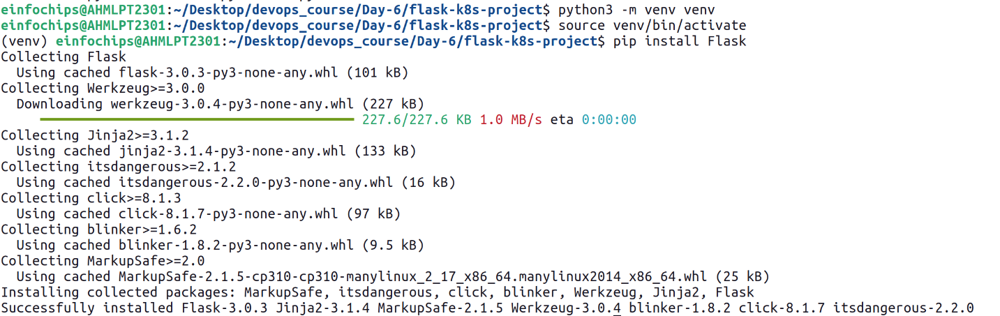 einfochips@AHMLPT2301:~/Desktop/devops_course/Day-6/flask-k8s-project$ python3 -m venv venv
einfochips@AHMLPT2301:~/Desktop/devops_course/Day-6/flask-k8s-project$ source venv/bin/activate
(venv) einfochips@AHMLPT2301:~/Desktop/devops_course/Day-6/flask-k8s-project$ pip install Flask
Collecting Flask
  Using cached flask-3.0.3-py3-none-any.whl (101 kB)
Collecting Werkzeug>=3.0.0
  Downloading werkzeug-3.0.4-py3-none-any.whl (227 kB)
     227.6/227.6 KB 1.0 MB/s eta 0:00:00
Collecting Jinja2>=3.1.2
  Using cached jinja2-3.1.4-py3-none-any.whl (133 kB)
Collecting itsdangerous>=2.1.2
  Using cached itsdangerous-2.2.0-py3-none-any.whl (16 kB)
Collecting click>=8.1.3
  Using cached click-8.1.7-py3-none-any.whl (97 kB)
Collecting blinker>=1.6.2
  Using cached blinker-1.8.2-py3-none-any.whl (9.5 kB)
Collecting MarkupSafe>=2.0
  Using cached MarkupSafe-2.1.5-cp310-cp310-manylinux_2_17_x86_64.manylinux2014_x86_64.whl (25 kB)
Installing collected packages: MarkupSafe, itsdangerous, click, blinker, Werkzeug, Jinja2, Flask
Successfully installed Flask-3.0.3 Jinja2-3.1.4 MarkupSafe-2.1.5 Werkzeug-3.0.4 blinker-1.8.2 click-8.1.7 itsdangerous-2.2.0